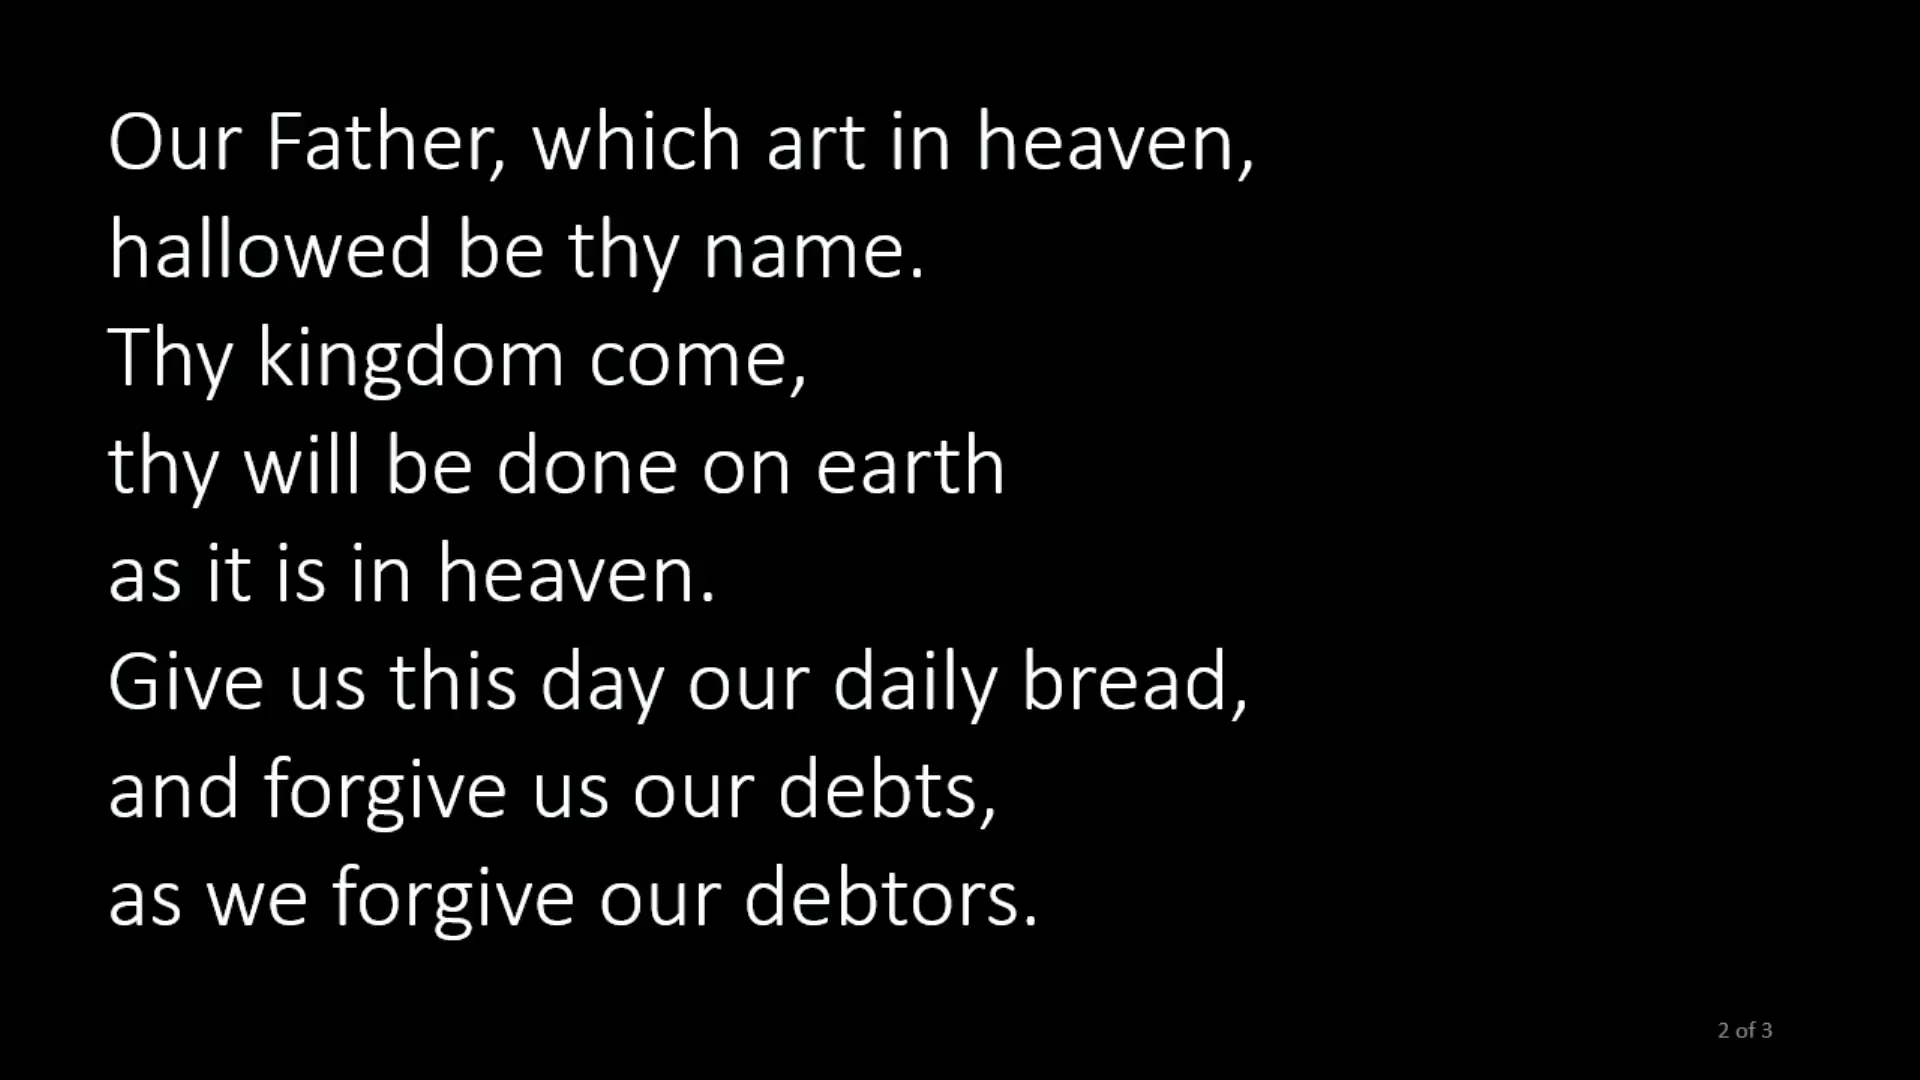 Our Father, which art in heaven,
hallowed be thy name.
Thy kingdom come,
thy will be done on earth
as it is in heaven.
Give us this day our daily bread,
and forgive us our debts,
as we forgive our debtors.
2 of 3